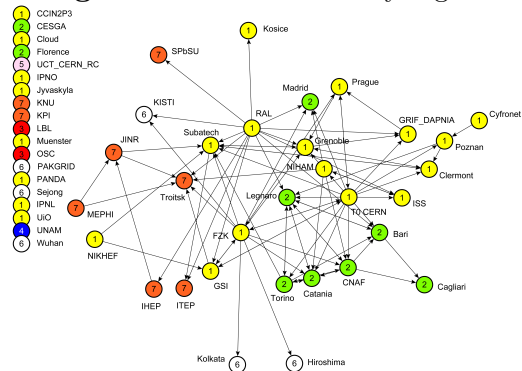 1 CCIN2P3
2 CESGA
1 Cloud
2 Florence
5 UCT_CERN_RC
1 IPNO
1 Jyvaskyla
7 KNU
7 KPI
3 LBL
1 Muenster
3 OSC
6 PAKGRID
1 PANDA
6 Sejong
1 IPNL
1 UiO
4 UNAM
6 Wuhan
1 Kosice
7 SPbSU
Prague
1
Madrid
2
KISTI
6
RAL
1
GRIF_DAPNIA
1
Cyfronet
1
Subatech
1
Grenoble
1
Poznan
1
JINR
7
NIHAM
1
Clermont
1
Troitsk
7
Legnaro
2
T0 CERN
1
ISS
1
MEPHI
7
FZK
1
Bari
2
NIKHEF
1
GSI
1
CNAF
2
IHEP
7
ITEP
7
Torino
2
Catania
2
Cagliari
2
Kolkata
6
Hiroshima
6